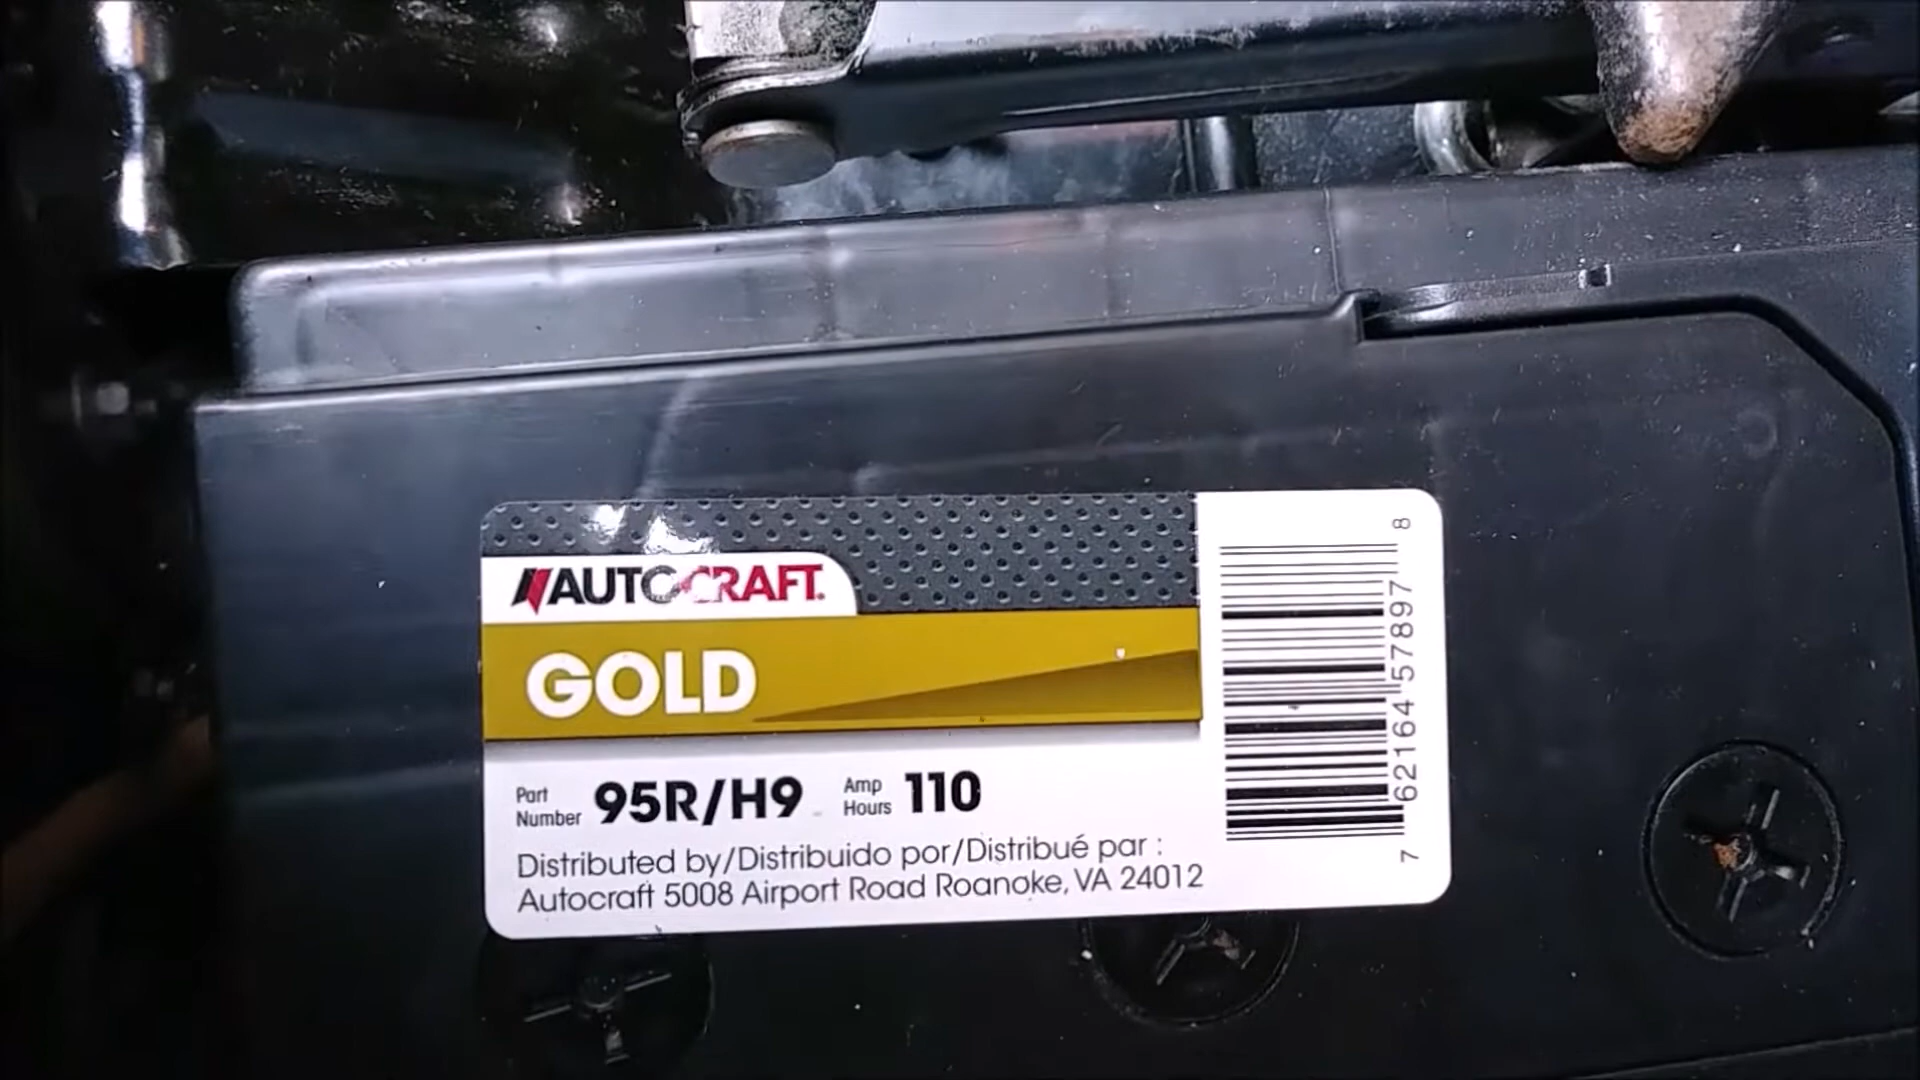 AUTOCRAFT.
GOLD
Part Number 95R/H9 Amp Hours 110
Distributed by/Distribuido por/Distribué par :
Autocraft 5008 Airport Road Roanoke, VA 24012
7 62164 57897 8